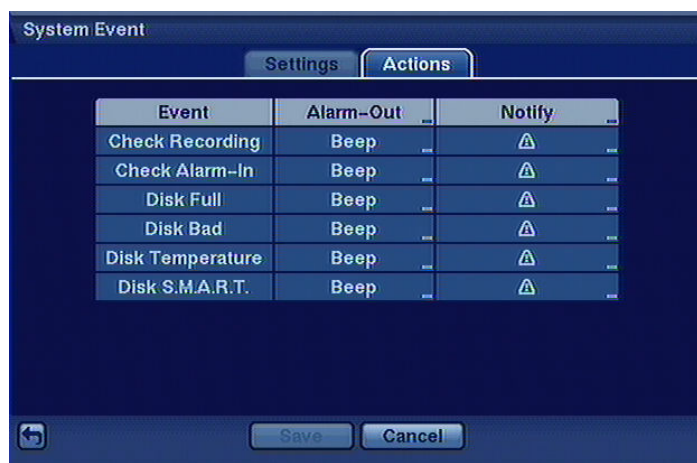 System Event
Settings Actions
Event Alarm-Out Notify
Check Recording Beep
Check Alarm-In Beep
Disk Full Beep
Disk Bad Beep
Disk Temperature Beep
Disk S.M.A.R.T. Beep
Save Cancel